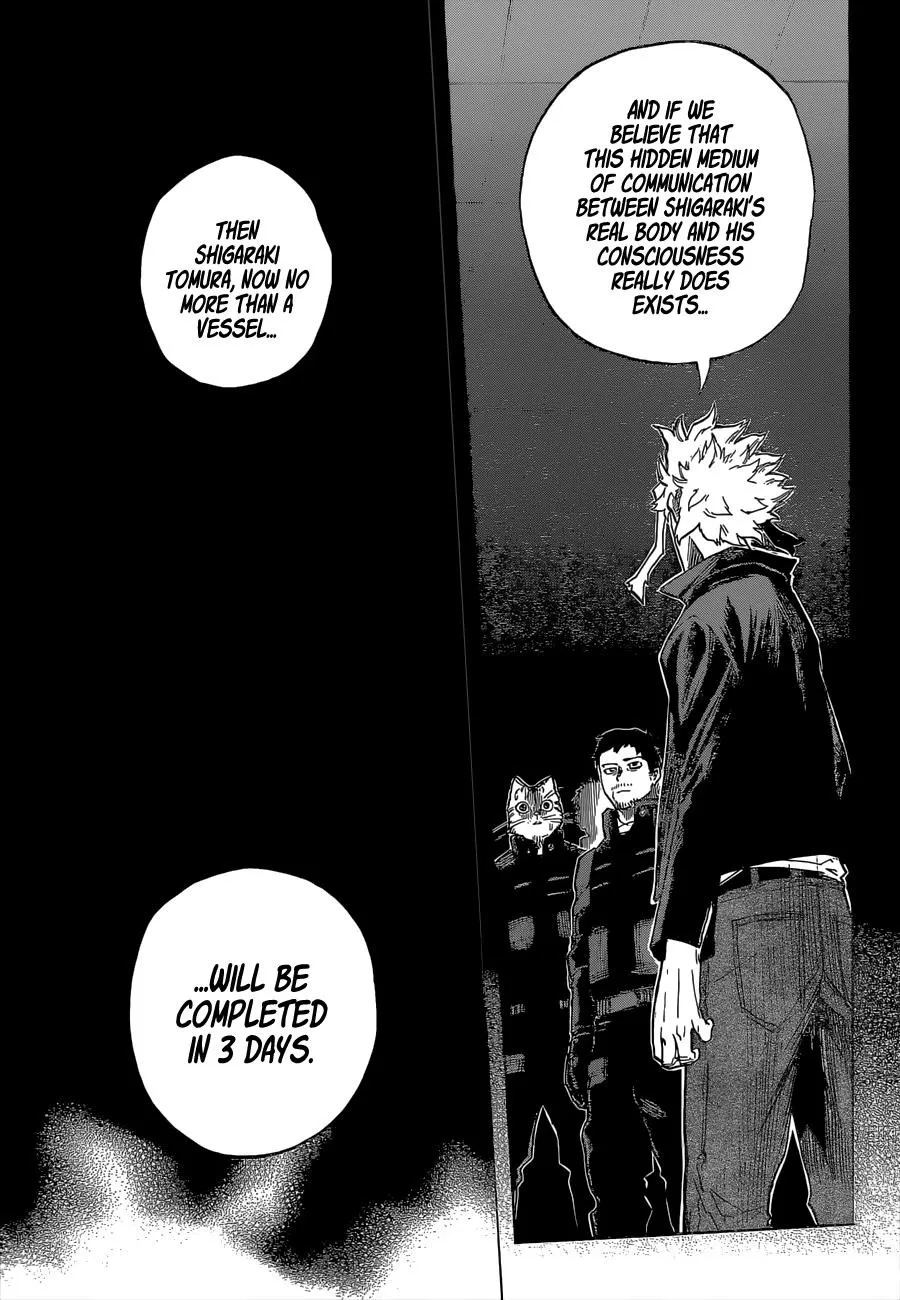 AND IF WE
BELIEVE THAT
THIS HIDDEN MEDIUM
OF COMMUNICATION
BETWEEN SHIGARAKI'S
REAL BODY AND HIS
CONSCIOUSNESS
REALLY DOES
EXISTS...
THEN
SHIGARAKI
TOMURA, NOW NO
MORE THAN A
VESSEL...
...WILL BE
COMPLETED
IN 3 DAYS.